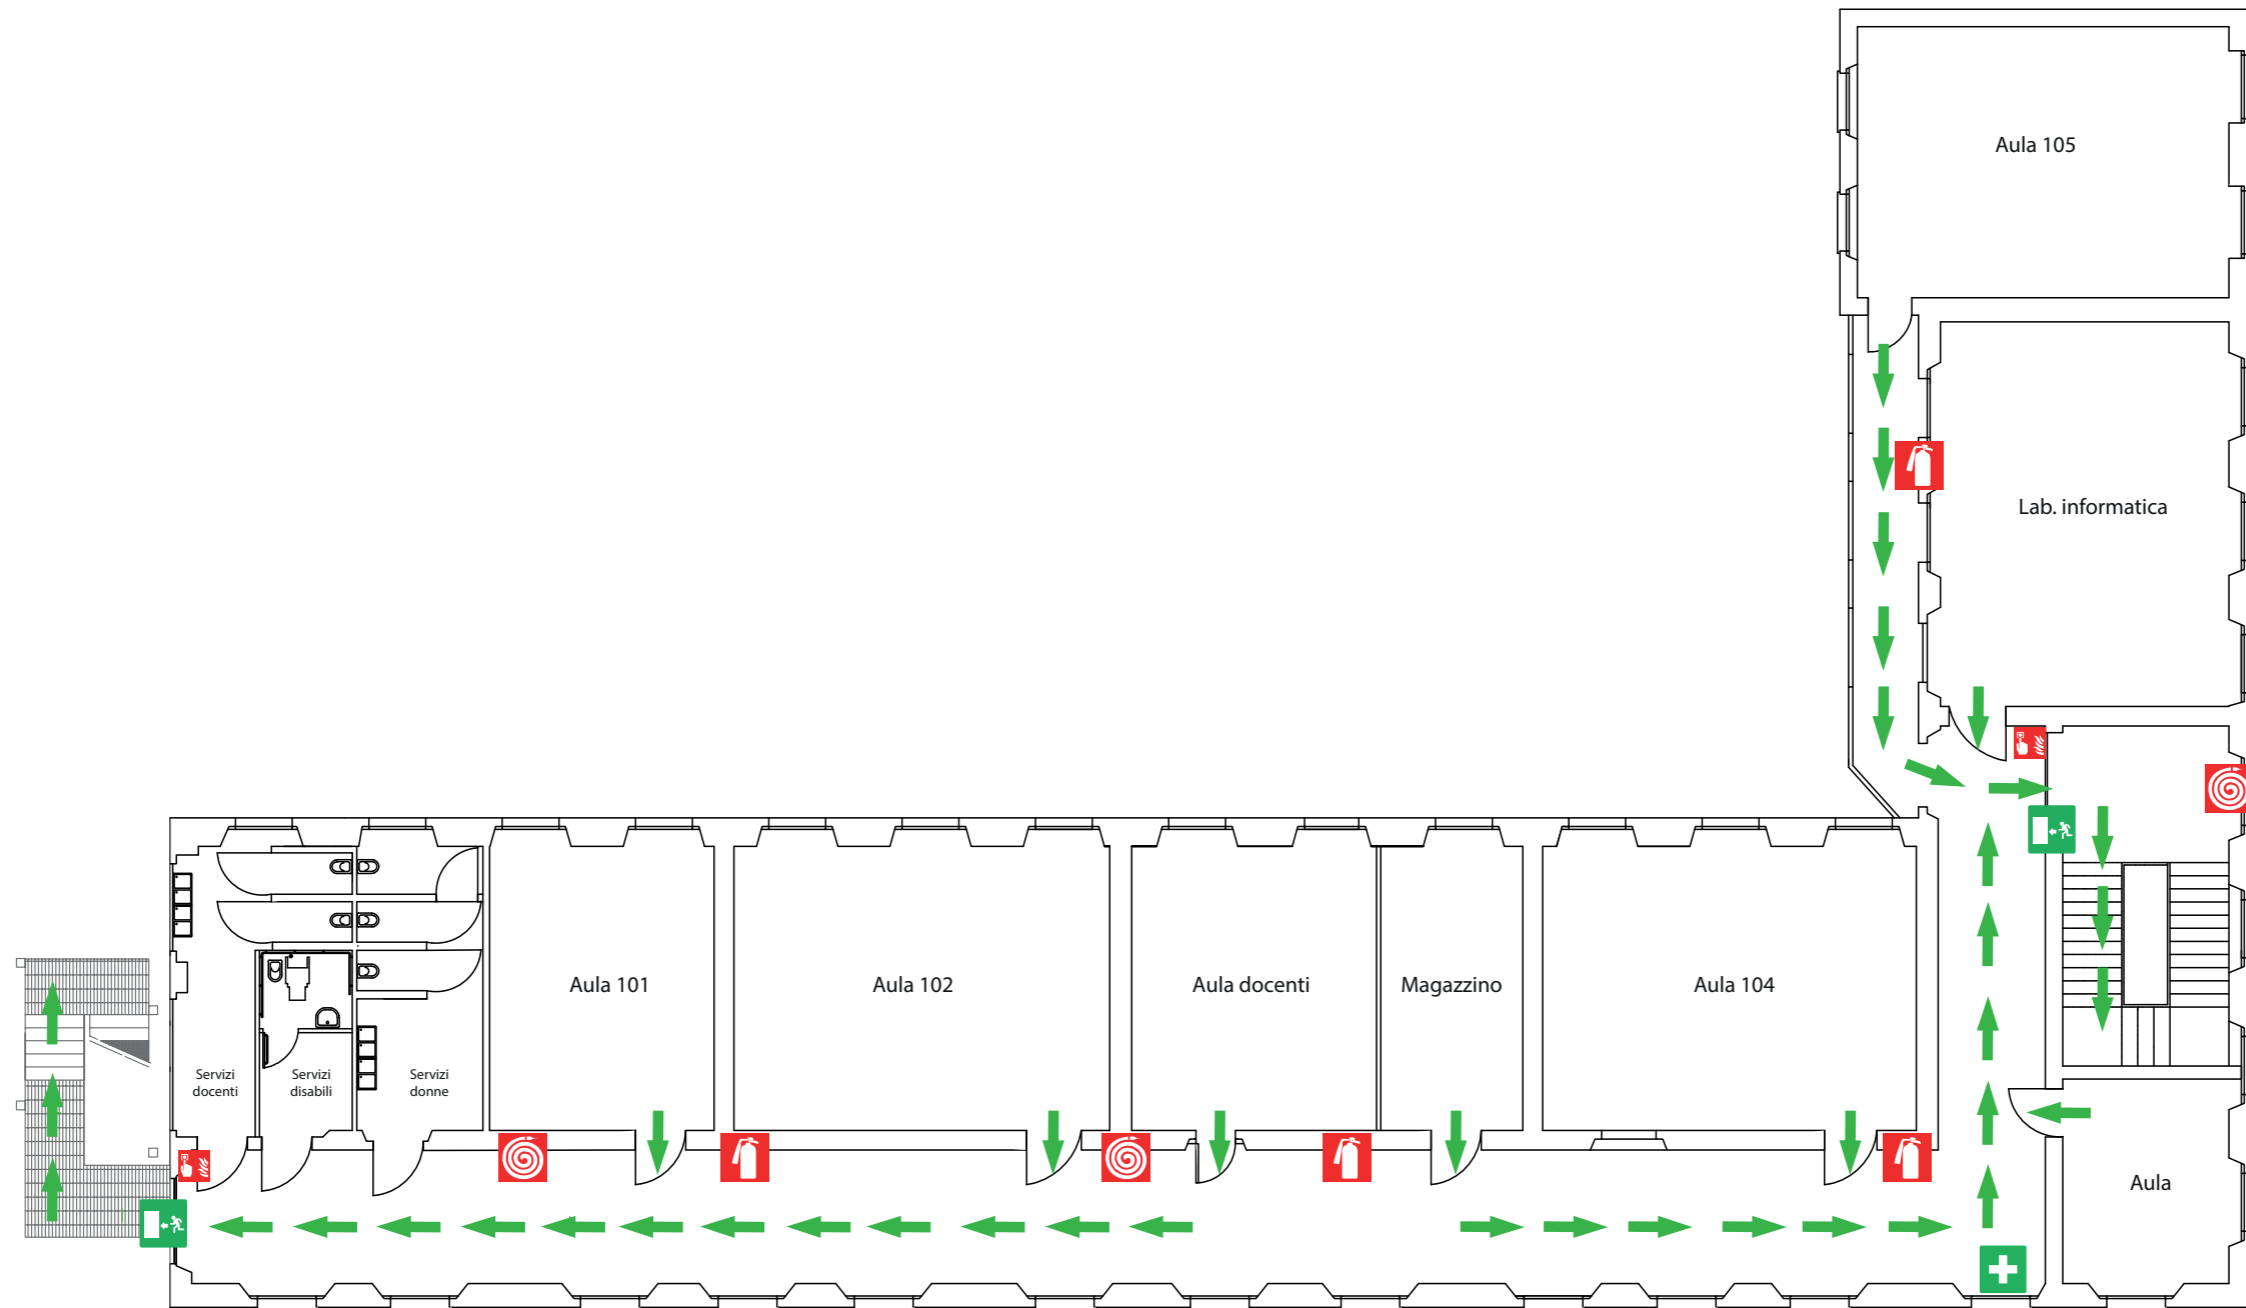 Aula 105
Lab. informatica
Aula 101
Aula 102
Aula docenti
Magazzino
Aula 104
Servizi
docenti
Servizi
disabili
Servizi
donne
Aula